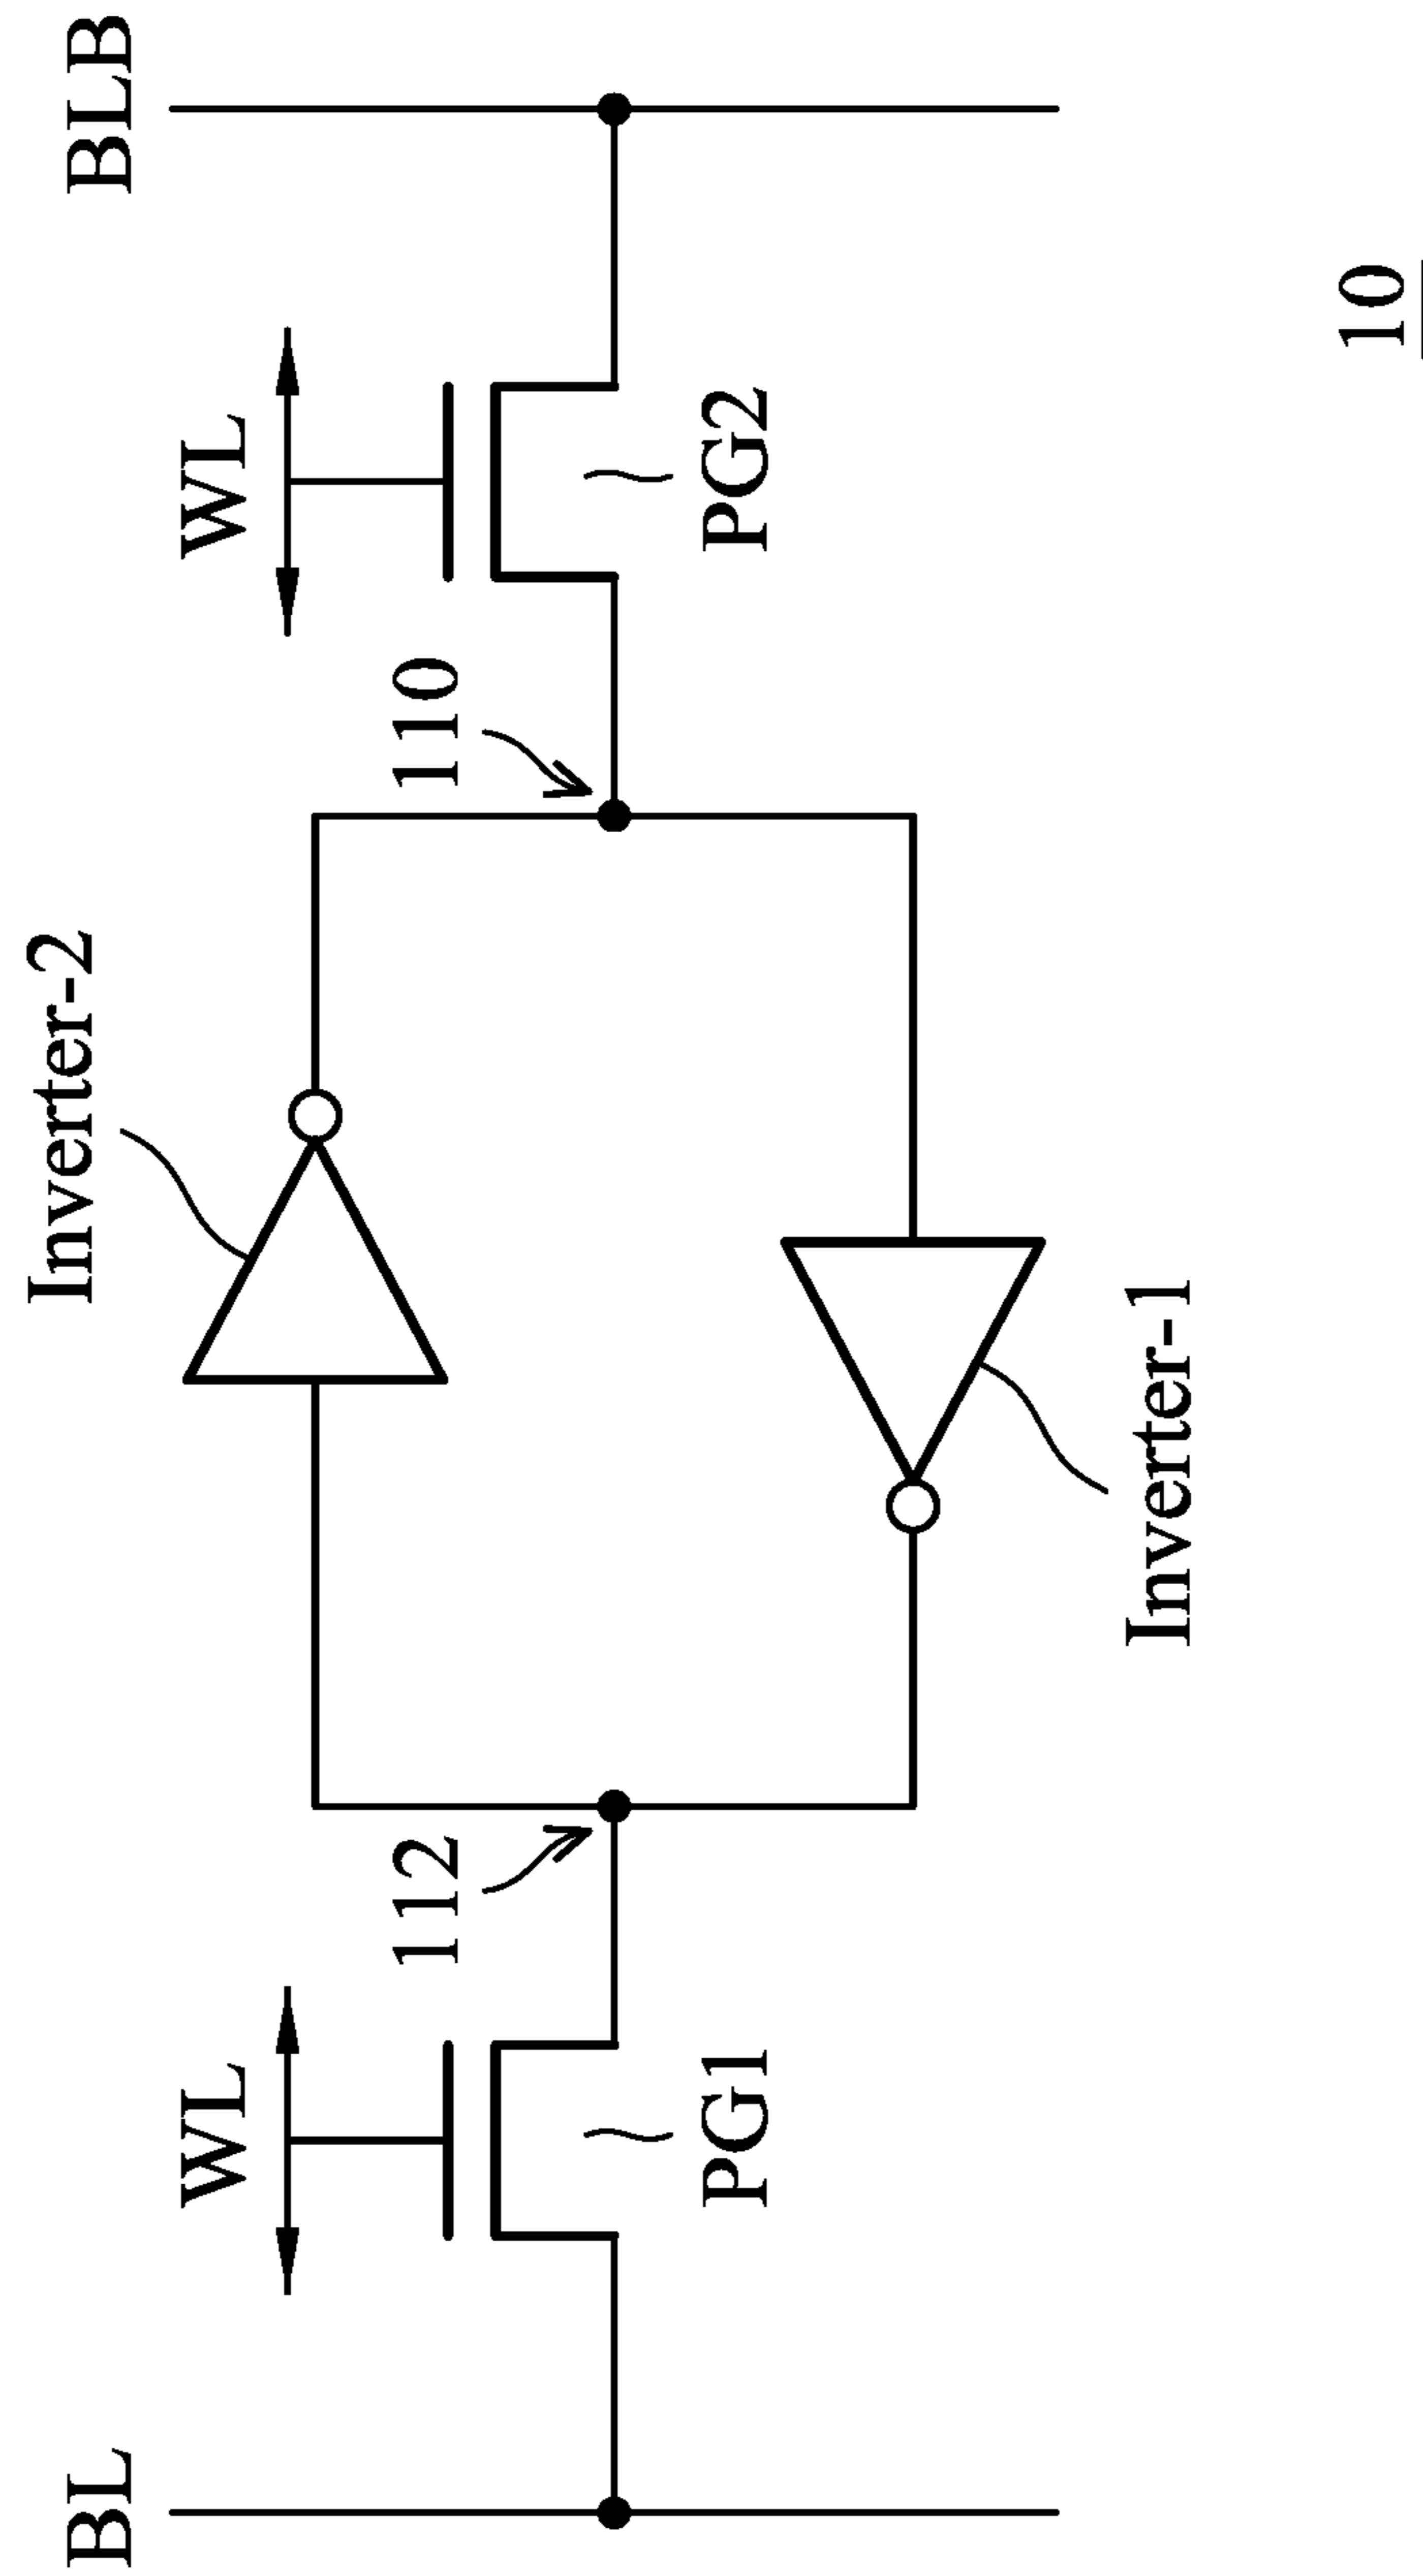 Inverter-2
WL
WL
BL
BLB
112
110
PG1
PG2
Inverter-1
10